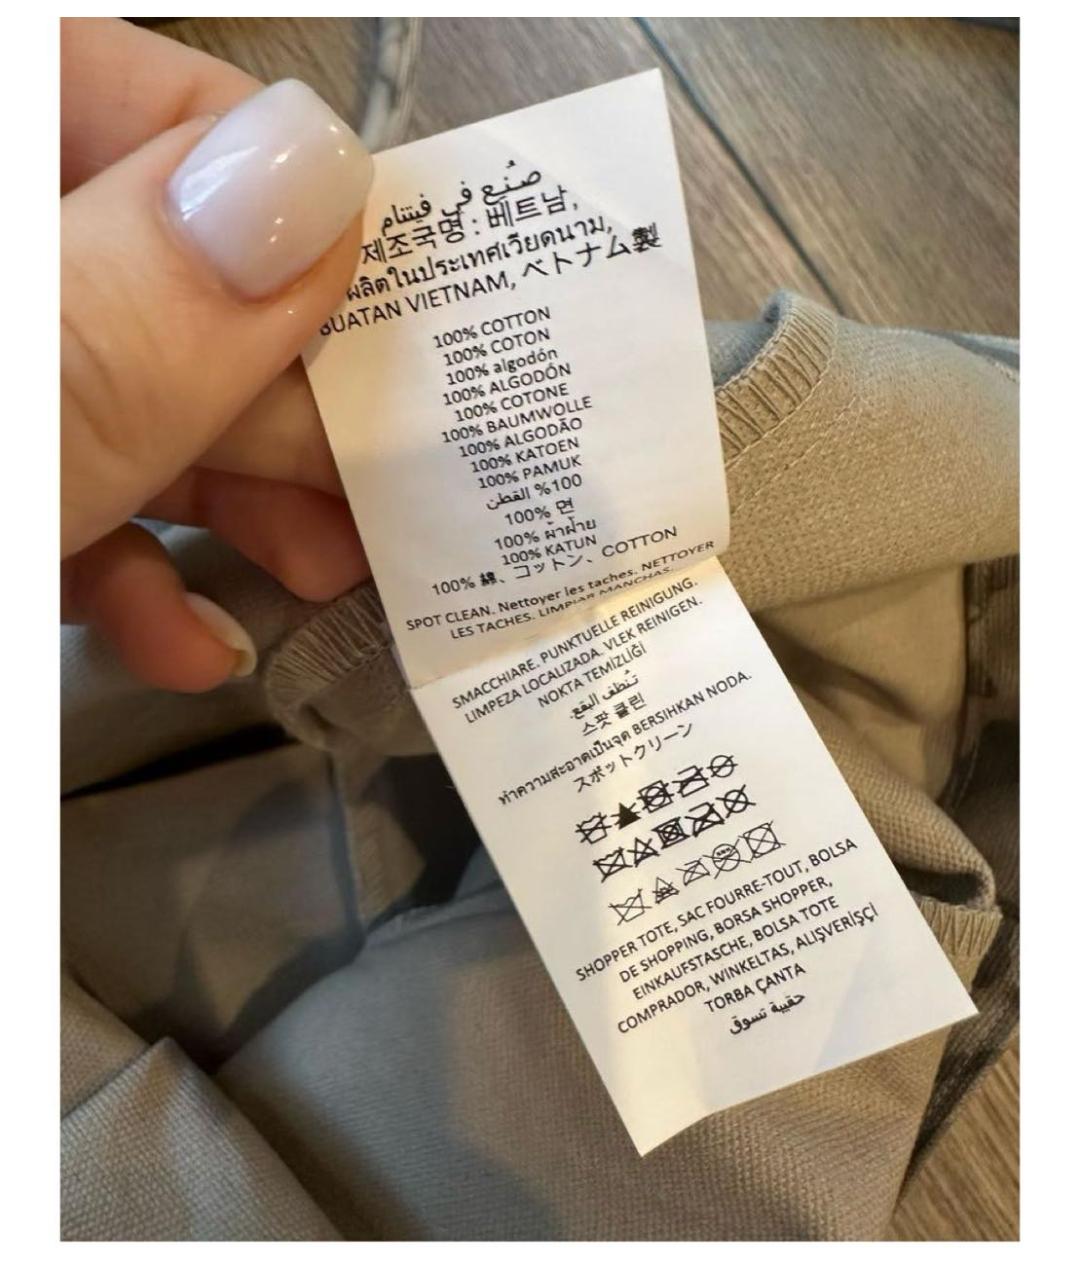 صُنع في فيتنام
제조국명 : 베트남,
ผลิตในประเทศเวียดนาม,
BUATAN VIETNAM, ベトナム製
100% COTTON
100% COTON
100% algodón
100% ALGODÓN
100% COTONE
100% BAUMWOLLE
100% ALGODÃO
100% KATOEN
100% PAMUK
100% القطن
100% 면
100% ผ้าฝ้าย
100% KATUN
100% 綿、コットン、COTTON
SPOT CLEAN. Nettoyer les taches. NETTOYER
LES TACHES. LIMPIAR MANCHAS.
SMACCHIARE. PUNKTUELLE REINIGUNG.
LIMPEZA LOCALIZADA. VLEK REINIGEN.
NOKTA TEMİZLİĞİ
تُنظف البقع.
스팟 클린
ทำความสะอาดเป็นจุด BERSIHKAN NODA.
スポットクリーン
SHOPPER TOTE, SAC FOURRE-TOUT, BOLSA
DE SHOPPING, BORSA SHOPPER,
EINKAUFSTASCHE, BOLSA TOTE
COMPRADOR, WINKELTAS, ALIŞVERİŞÇİ
TORBA ÇANTA
حقيبة تسوق